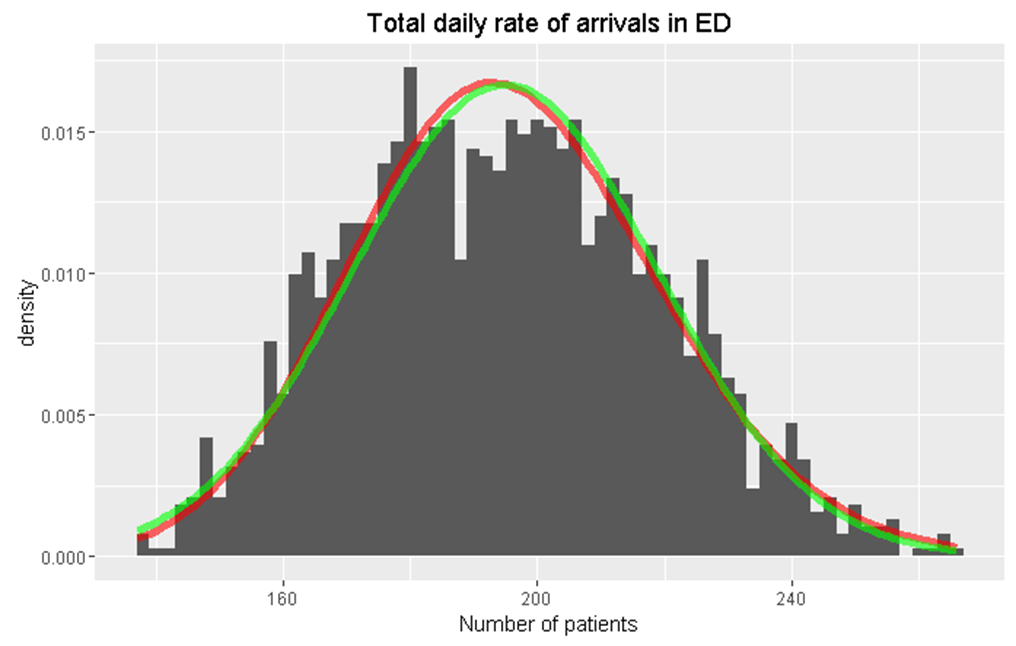 Total daily rate of arrivals in ED
density
0.015
0.010
0.005
0.000
160 200 240
Number of patients